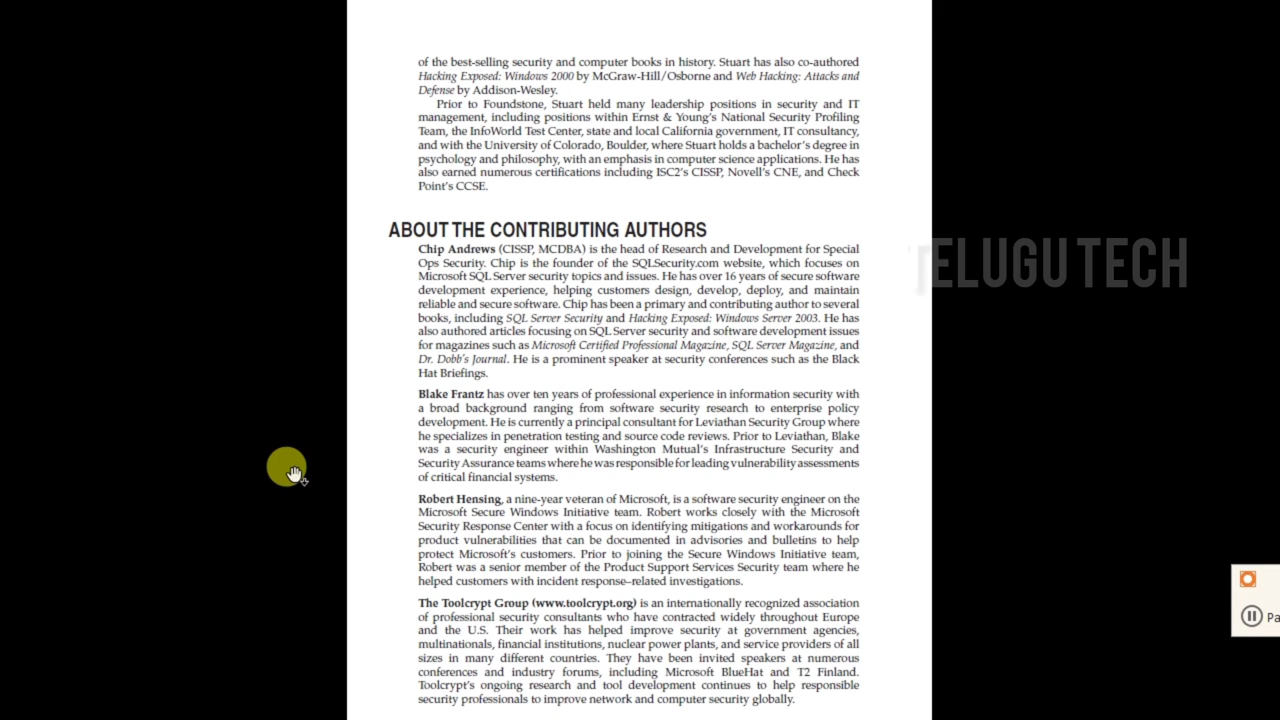 of the best-selling security and computer books in history. Stuart has also co-authored
Hacking Exposed: Windows 2000 by McGraw-Hill/Osborne and Web Hacking: Attacks and
Defense by Addison-Wesley.
Prior to Foundstone, Stuart held many leadership positions in security and IT
management, including positions within Ernst & Young's National Security Profiling
Team, the InfoWorld Test Center, state and local California government, IT consultancy,
and with the University of Colorado, Boulder, where Stuart holds a bachelor's degree in
psychology and philosophy, with an emphasis in computer science applications. He has
also earned numerous certifications including ISC2's CISSP, Novell's CNE, and Check
Point's CCSE.
ABOUT THE CONTRIBUTING AUTHORS
Chip Andrews (CISSP, MCDBA) is the head of Research and Development for Special
Ops Security. Chip is the founder of the SQLSecurity.com website, which focuses on
Microsoft SQL Server security topics and issues. He has over 16 years of secure software
development experience, helping customers design, develop, deploy, and maintain
reliable and secure software. Chip has been a primary and contributing author to several
books, including SQL Server Security and Hacking Exposed: Windows Server 2003. He has
also authored articles focusing on SQL Server security and software development issues
for magazines such as Microsoft Certified Professional Magazine, SQL Server Magazine, and
Dr. Dobb's Journal. He is a prominent speaker at security conferences such as the Black
Hat Briefings.
Blake Frantz has over ten years of professional experience in information security with
a broad background ranging from software security research to enterprise policy
development. He is currently a principal consultant for Leviathan Security Group where
he specializes in penetration testing and source code reviews. Prior to Leviathan, Blake
was a security engineer within Washington Mutual's Infrastructure Security and
Security Assurance teams where he was responsible for leading vulnerability assessments
of critical financial systems.
Robert Hensing, a nine-year veteran of Microsoft, is a software security engineer on the
Microsoft Secure Windows Initiative team. Robert works closely with the Microsoft
Security Response Center with a focus on identifying mitigations and workarounds for
product vulnerabilities that can be documented in advisories and bulletins to help
protect Microsoft's customers. Prior to joining the Secure Windows Initiative team,
Robert was a senior member of the Product Support Services Security team where he
helped customers with incident response–related investigations.
The Toolcrypt Group (www.toolcrypt.org) is an internationally recognized association
of professional security consultants who have contracted widely throughout Europe
and the U.S. Their work has helped improve security at government agencies,
multinationals, financial institutions, nuclear power plants, and service providers of all
sizes in many different countries. They have been invited speakers at numerous
conferences and industry forums, including Microsoft BlueHat and T2 Finland.
Toolcrypt's ongoing research and tool development continues to help responsible
security professionals to improve network and computer security globally.
TELUGU TECH
Pa